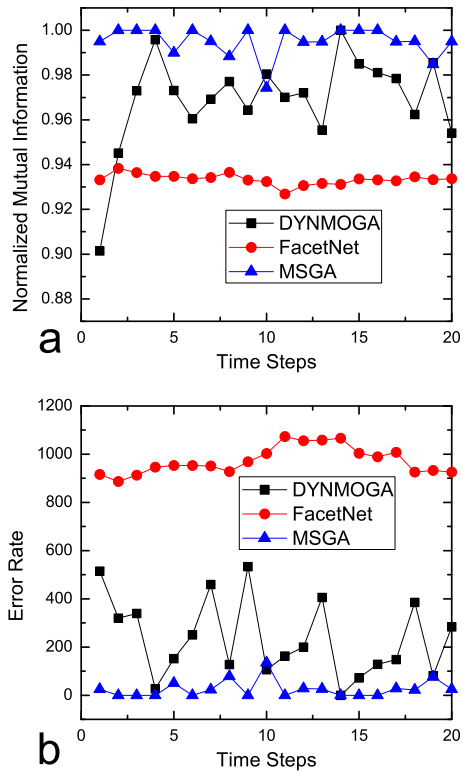 1.00
0.98
0.96
0.94
0.92
0.90
0.88
Normalized Mutual Information
DYNMOGA
FacetNet
MSGA
0 5 10 15 20
Time Steps
a
1200
1000
800
600
400
200
0
Error Rate
DYNMOGA
FacetNet
MSGA
0 5 10 15 20
Time Steps
b